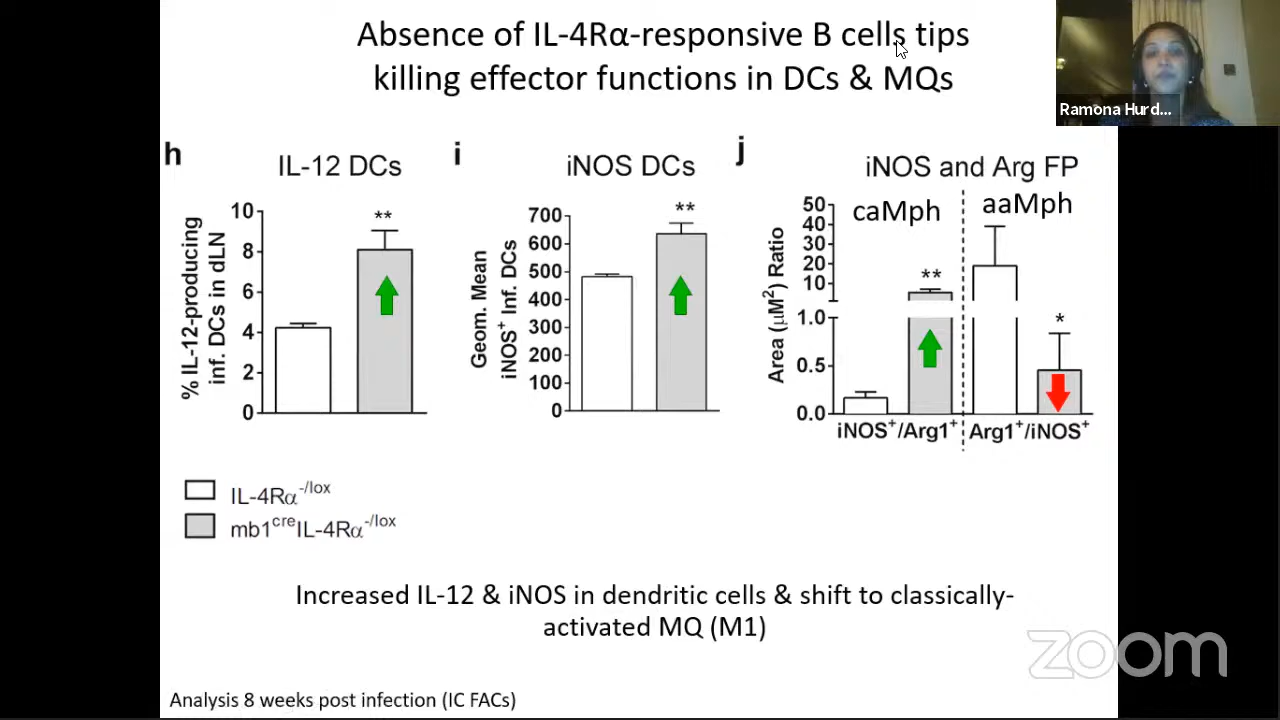 Absence of IL-4Rα-responsive B cells tips
killing effector functions in DCs & MQs
Ramona Hurd...
h
IL-12 DCs
% IL-12-producing
inf. DCs in dLN
10
8
6
4
2
0
**
i
iNOS DCs
Geom. Mean
iNOS⁺ Inf. DCs
700
600
500
400
300
200
100
0
**
j
iNOS and Arg FP
caMph
aaMph
Area (μM²) Ratio
50
40
30
20
10
1.0
0.5
0.0
**
*
iNOS⁺/Arg1⁺
Arg1⁺/iNOS⁺
IL-4Rα⁻/lox
mb1creIL-4Rα⁻/lox
Increased IL-12 & iNOS in dendritic cells & shift to classically-
activated MQ (M1)
zoom
Analysis 8 weeks post infection (IC FACs)